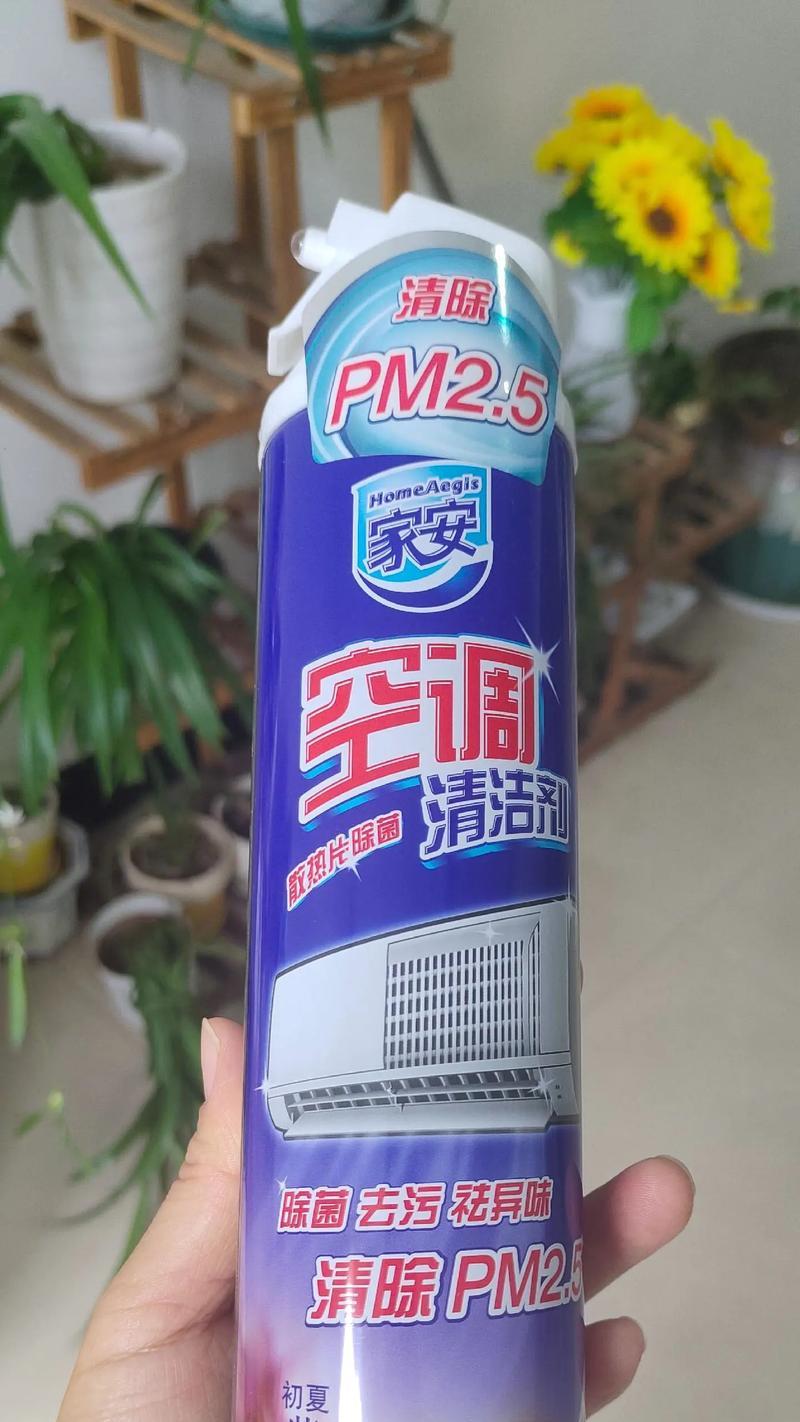 清除
PM2.5
HomeAegis
家安
空调
清洁剂
散热片除菌
除菌 去污 祛异味
清除 PM2.5
初夏